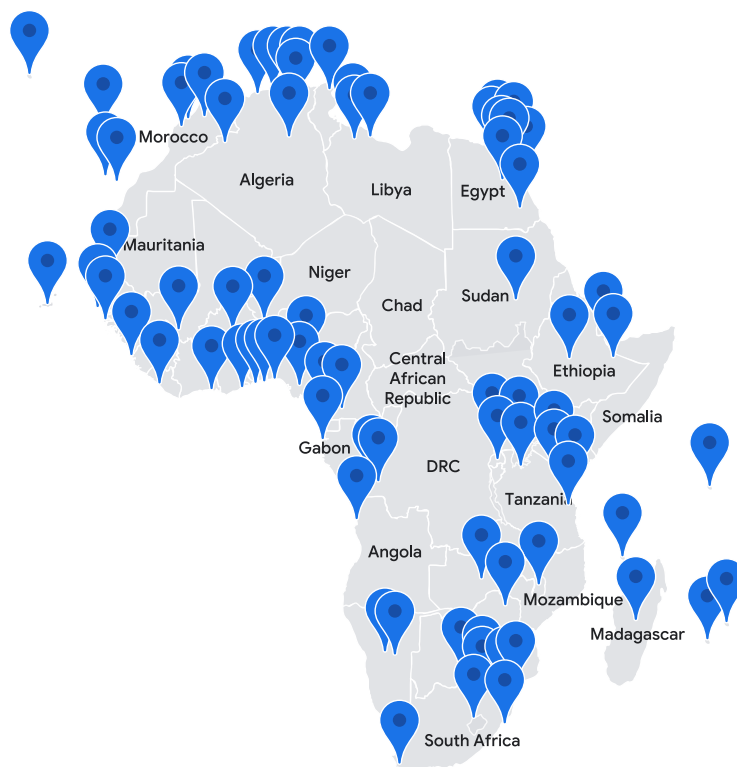 Morocco
Algeria
Libya
Egypt
Mauritania
Niger
Chad
Sudan
Central
African
Republic
Ethiopia
Somalia
Gabon
DRC
Tanzania
Angola
Mozambique
Madagascar
South Africa